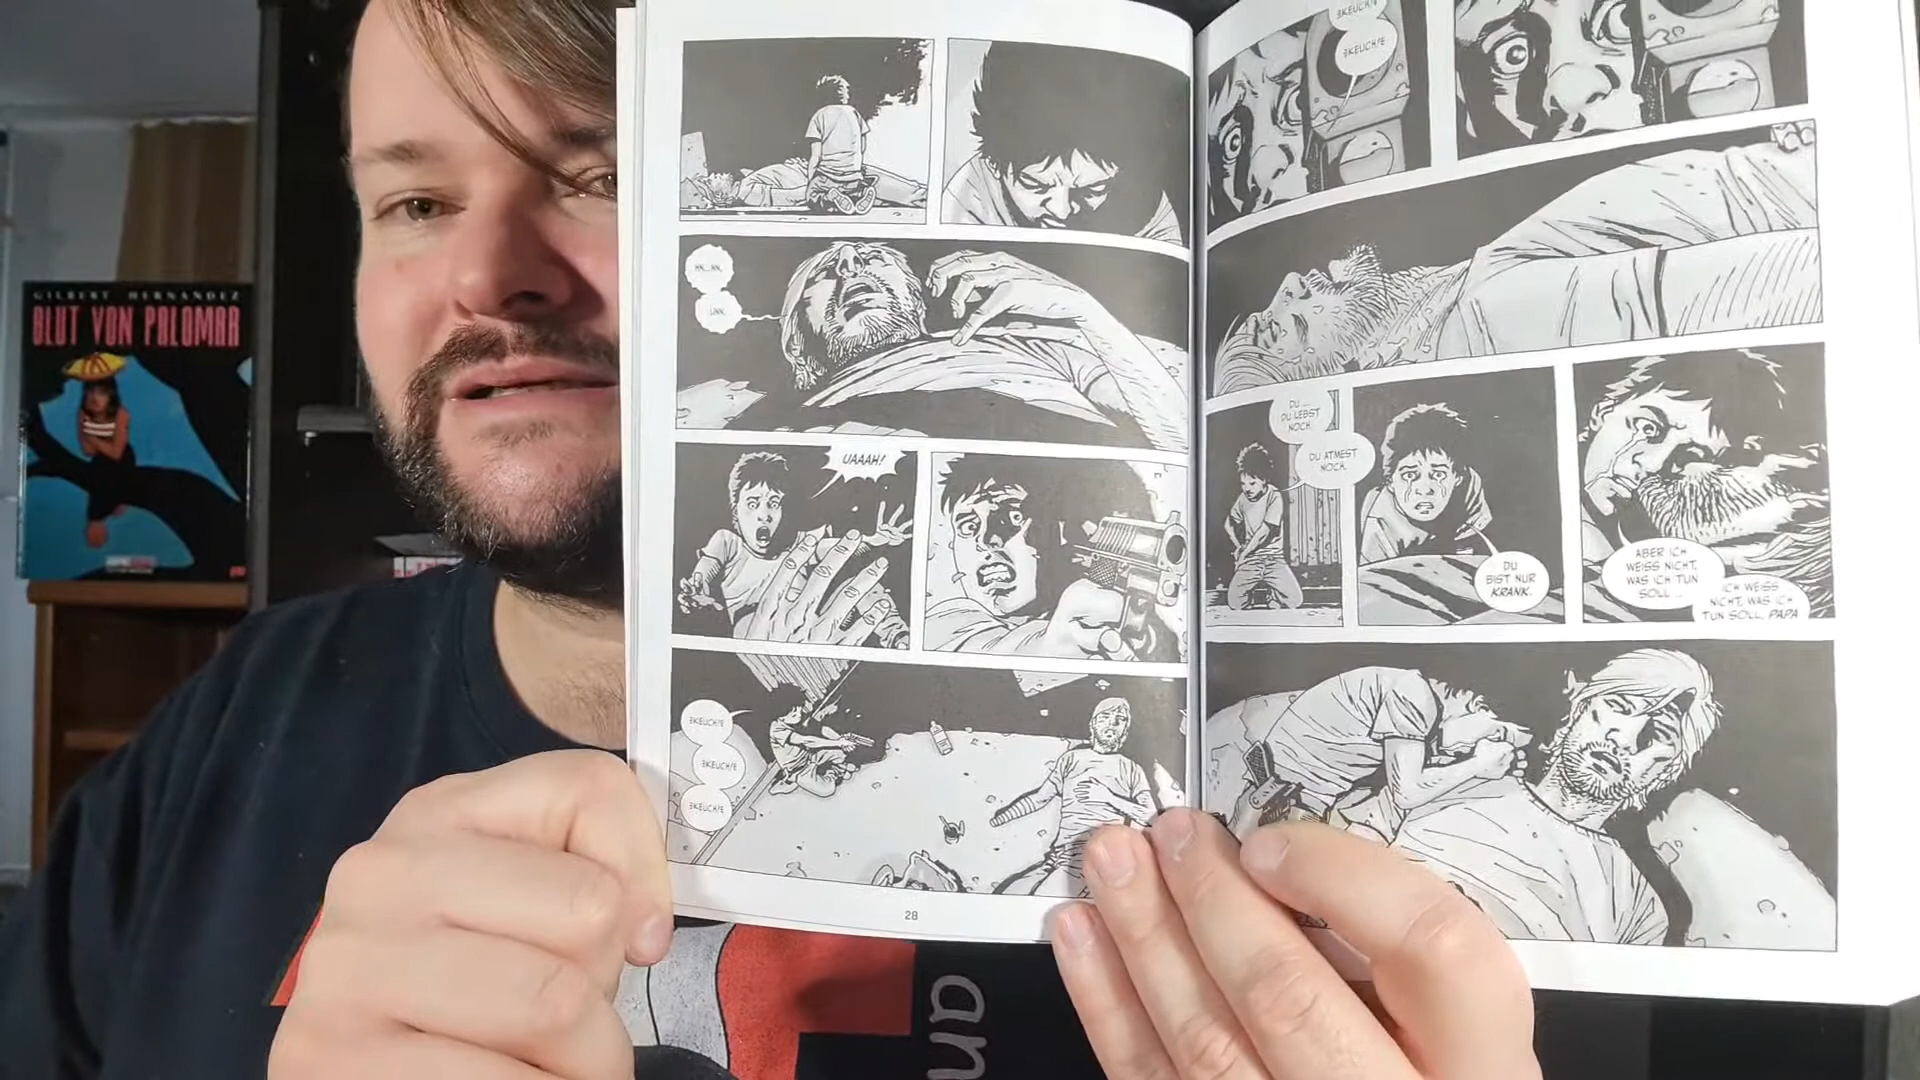 GILBERT HERNANDEZ
BLUT VON PALOMAR
HN...HN.
UNN.
UAAAH!
KEUCH!
KEUCH!
KEUCH!
28
KEUCH!
KEUCH!
DU ...
DU LEBST
NOCH.
DU ATMEST
NOCH.
DU
BIST NUR
KRANK.
ABER ICH
WEISS NICHT,
WAS ICH TUN
SOLL ...
ICH WEISS
NICHT, WAS ICH
TUN SOLL, PAPA
an